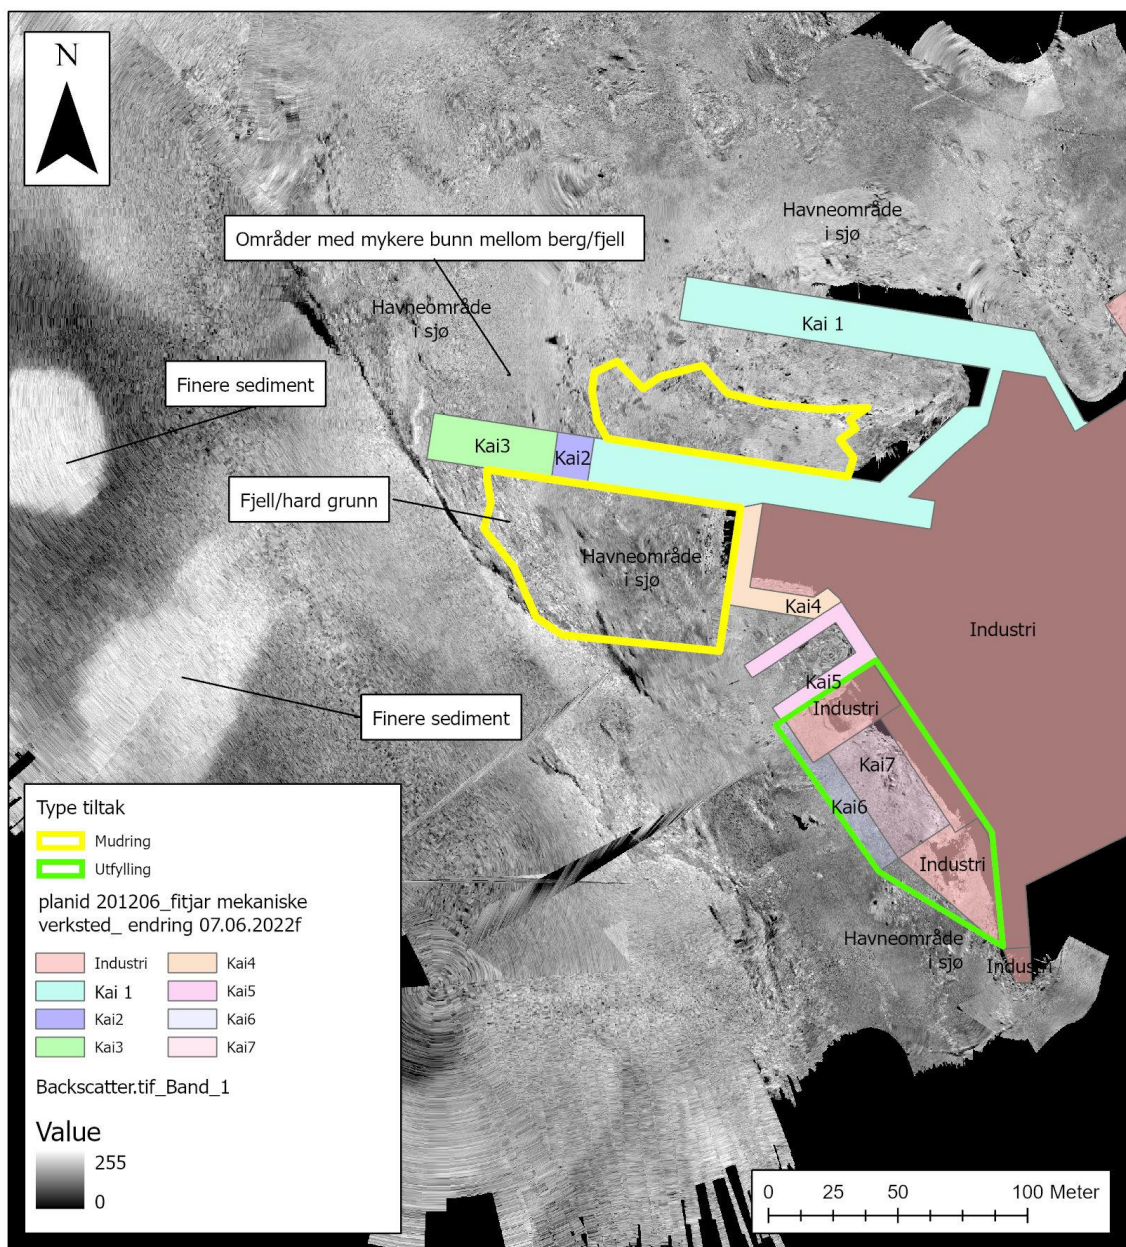 N
Havneområde
i sjø
Områder med mykere bunn mellom berg/fjell
Havneområde
i sjø
Kai 1
Finere sediment
Kai3
Kai2
Fjell/hard grunn
Havneområde
i sjø
Kai4
Industri
Kai5
Industri
Finere sediment
Kai7
Kai6
Industri
Havneområde
i sjø
Industri
Type tiltak
Mudring
Utfylling
planid 201206_fitjar mekaniske
verksted_ endring 07.06.2022f
Industri
Kai 1
Kai2
Kai3
Kai4
Kai5
Kai6
Kai7
Backscatter.tif_Band_1
Value
255
0
0 25 50 100 Meter